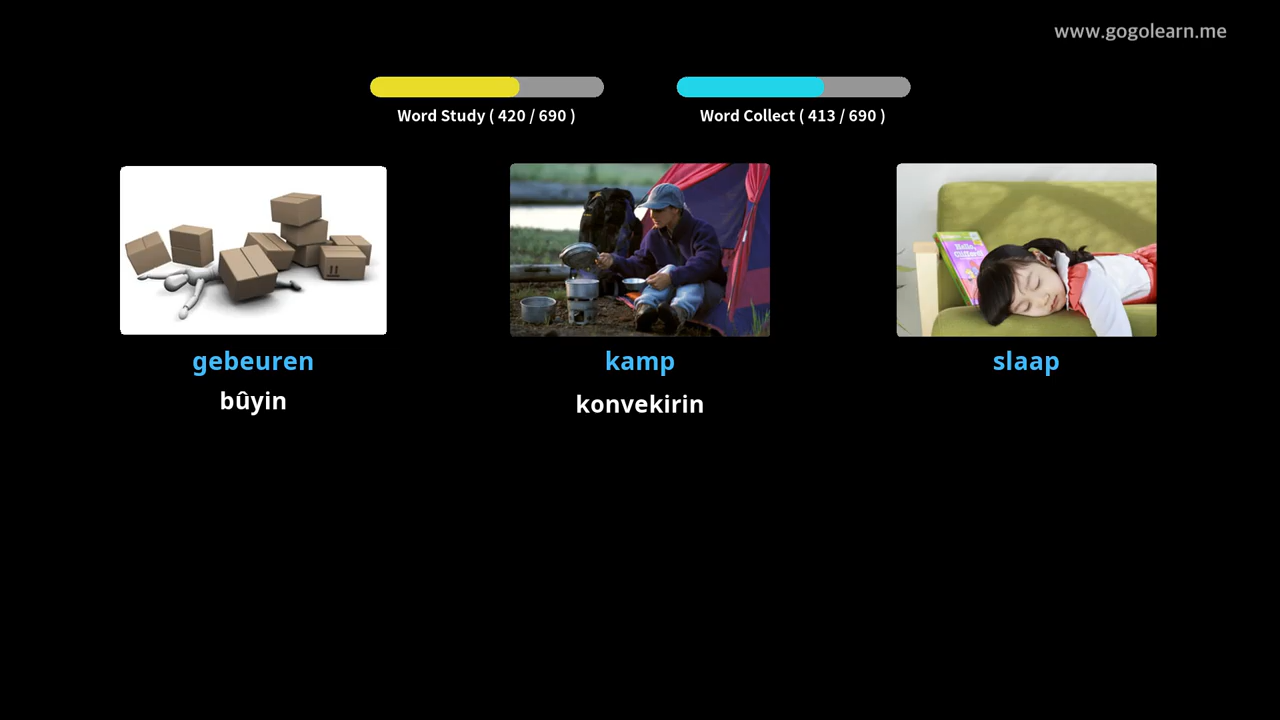 www.gogolearn.me
Word Study ( 420 / 690 )
Word Collect ( 413 / 690 )
gebeuren
kamp
slaap
bûyin
konvekirin